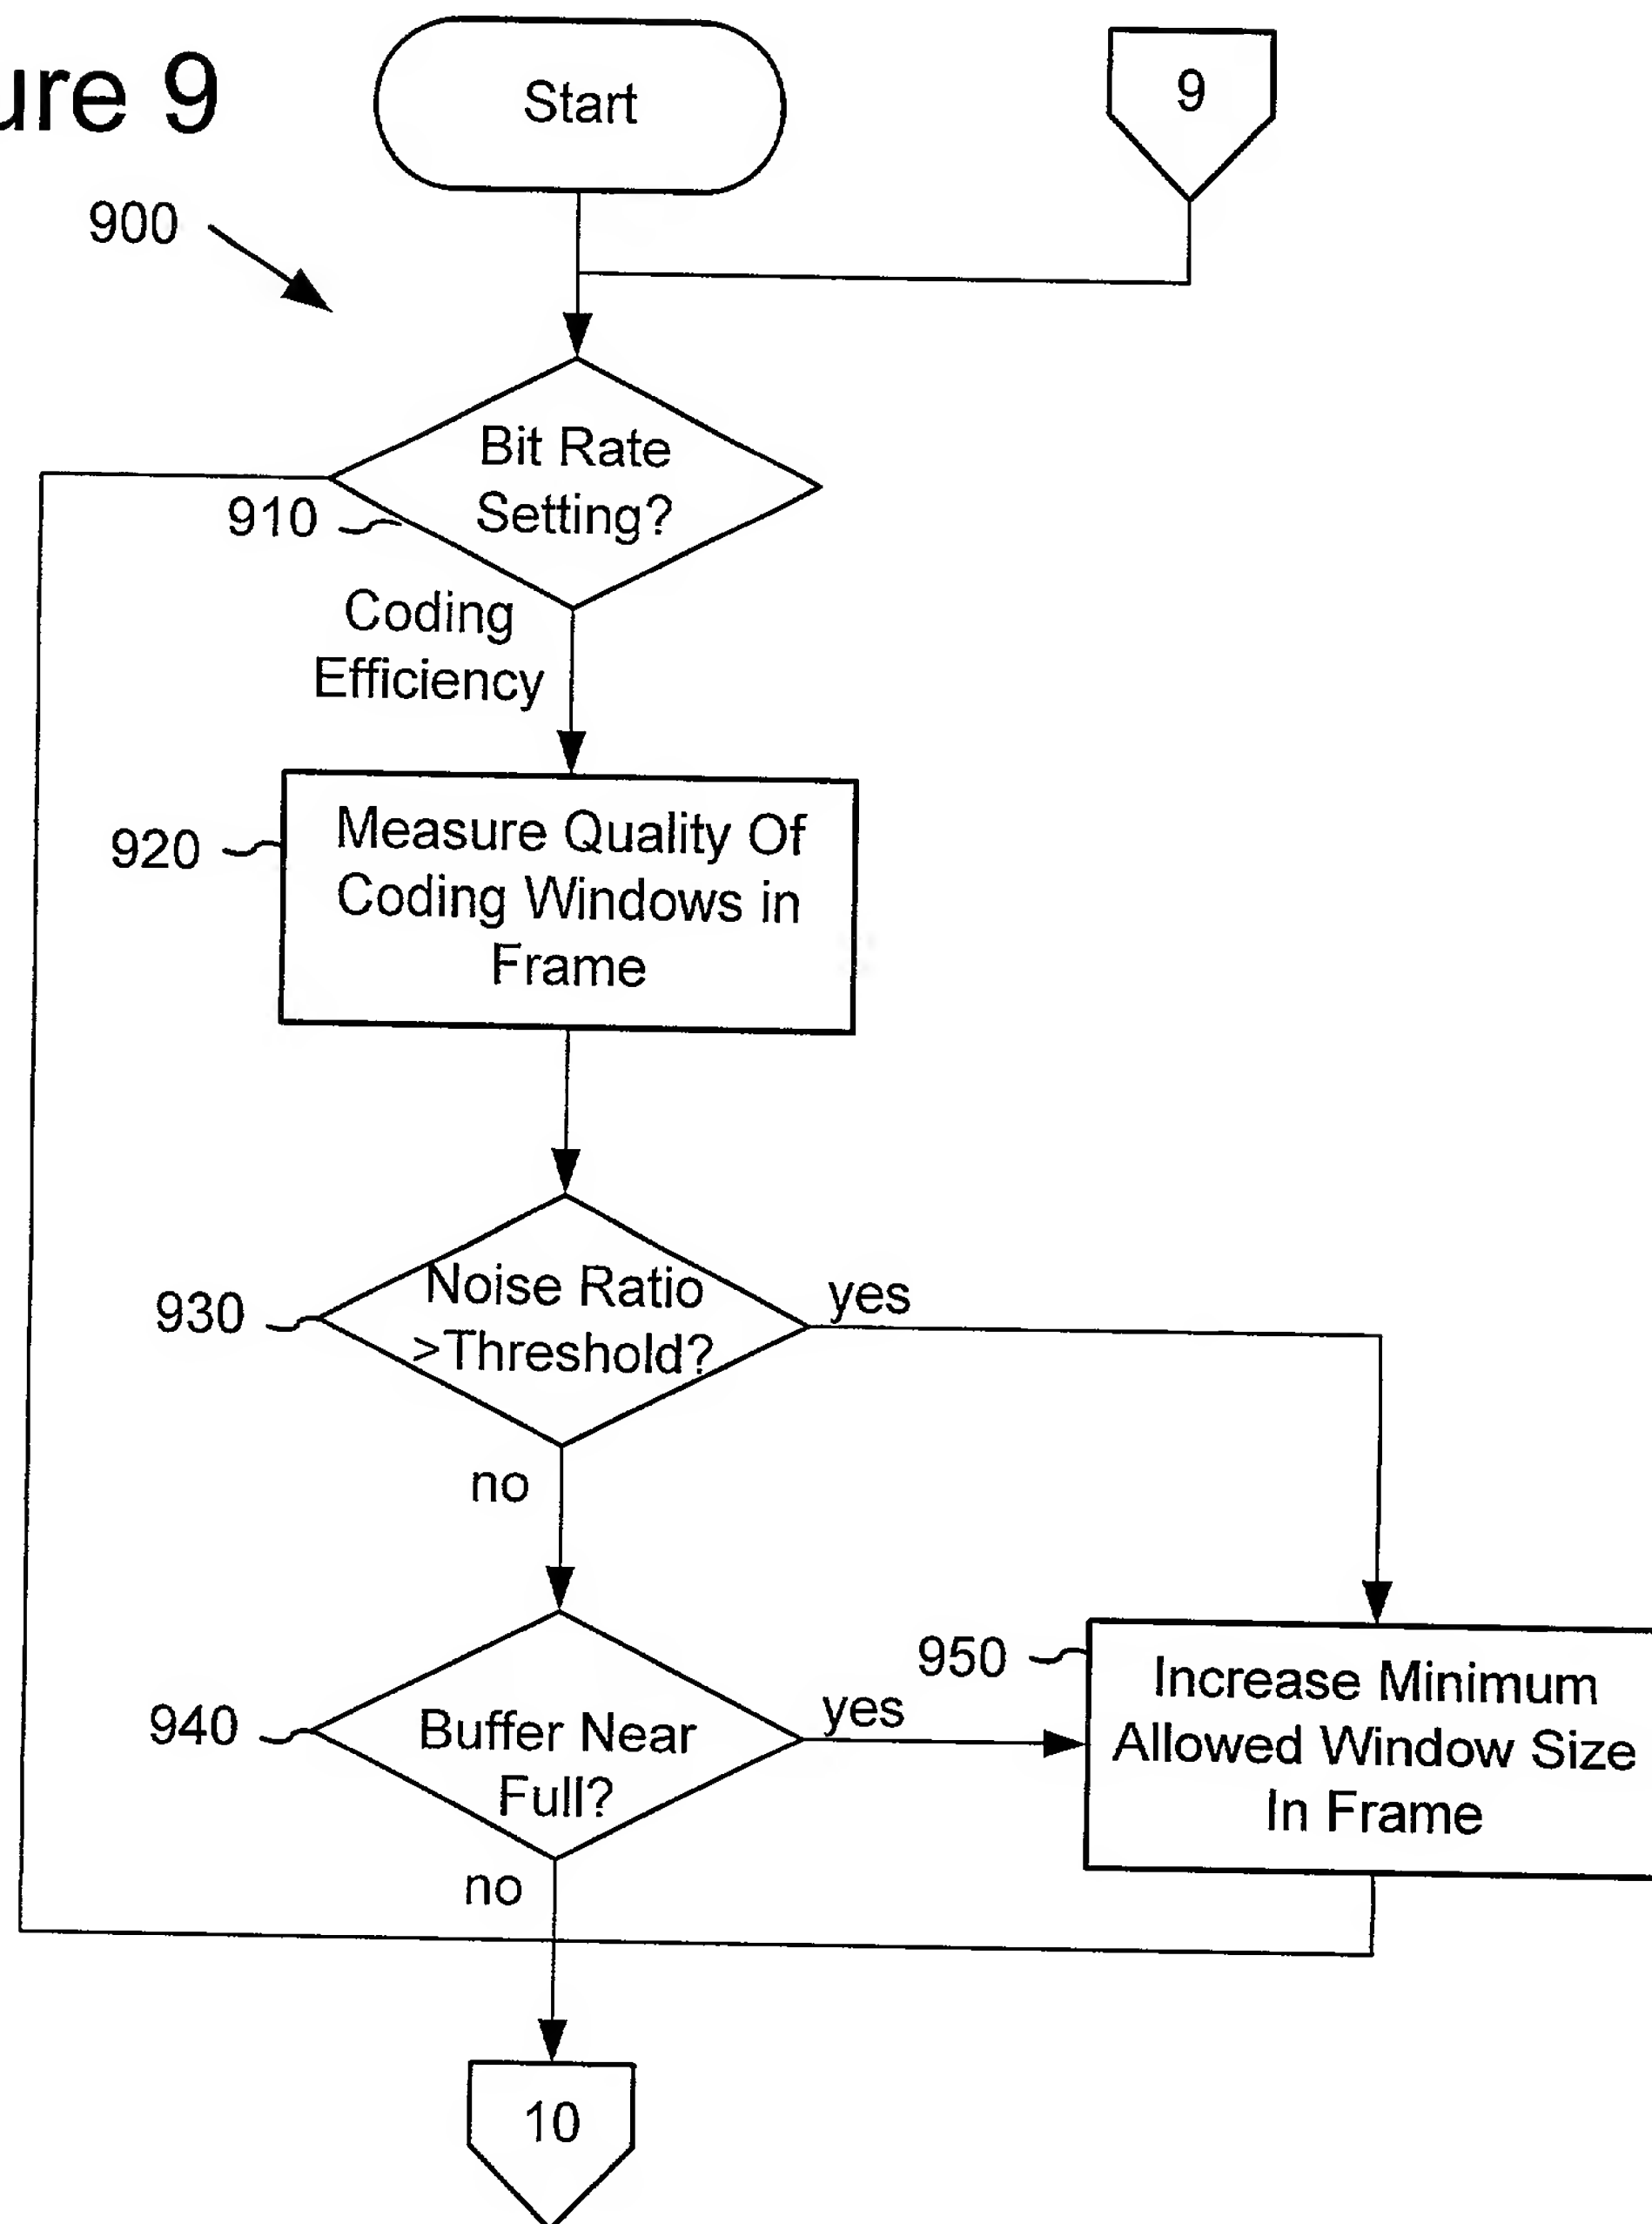 ure 9
Start
9
900
Bit Rate
Setting?
910
Coding
Efficiency
920
Measure Quality Of
Coding Windows in
Frame
930
Noise Ratio
>Threshold?
yes
no
940
Buffer Near
Full?
yes
950
Increase Minimum
Allowed Window Size
In Frame
no
10